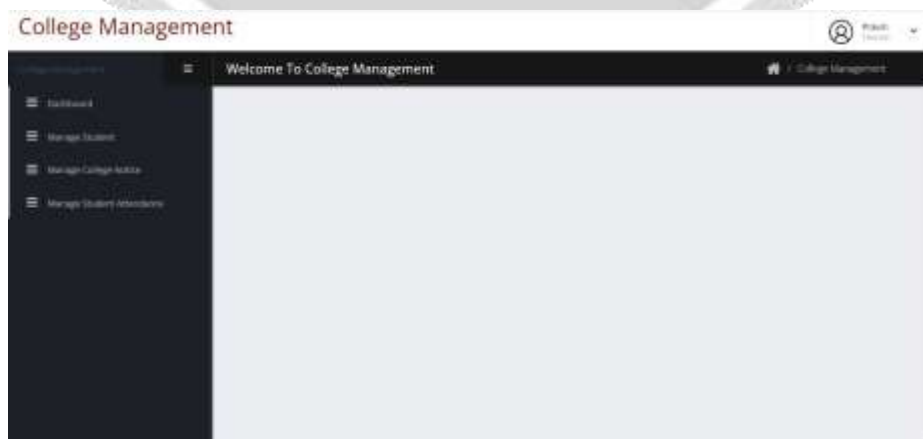 College Management
Welcome To College Management
/ College Management
Dashboard
Manage Student
Manage College Notice
Manage Student Attendance